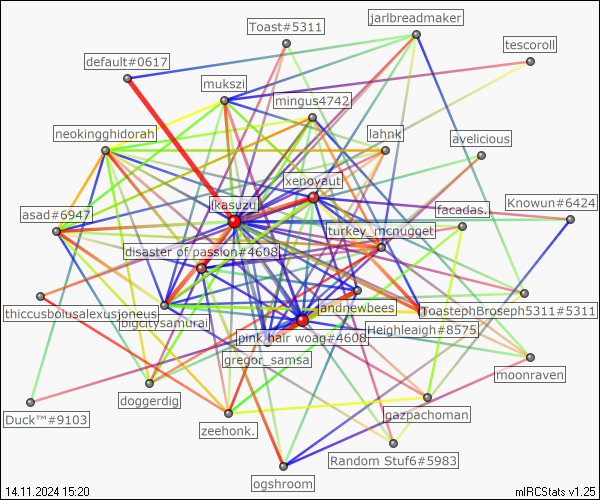 jarlbreadmaker
Toast#5311
tescoroll
default#0617
mukszi
mingus4742
neokingghidorah
lahnk
avelicious
xenoyaut
ikasuzu
Knowun#6424
facadas.
asad#6947
turkey_mcnugget
disaster of passion#4608
thiccusbolusalexusjoneus
landnewbees
ToastephBroseph5311#5311
bigcitysamurai
Heighleaigh#8575
pink hair woag#4608
gregor_samsa
moonraven
doggerdig
Duck™#9103
gazpachoman
zeehonk.
Random Stuf6#5983
ogshroom
14.11.2024 15:20
mIRCStats v1.25